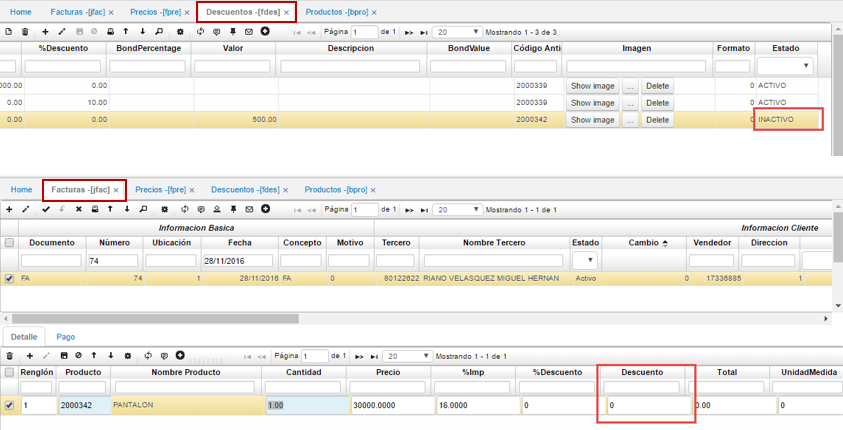 Home Facturas -[jfac] × Precios -[fpre] × Descuentos -[fdes] × Productos -[bpro] ×
Página 1 de 1 20 Mostrando 1 - 3 de 3
%Descuento BondPercentage Valor Descripcion BondValue Código Anti Imagen Formato Estado
000.00 0.00 2000339 Show image ... Delete 0 ACTIVO
0.00 10.00 2000339 Show image ... Delete 0 ACTIVO
0.00 0.00 500.00 2000342 Show image ... Delete 0 INACTIVO
Home Facturas -[jfac] × Precios -[fpre] × Descuentos -[fdes] × Productos -[bpro] ×
Página 1 de 1 20 Mostrando 1 - 1 de 1
Informacion Basica Informacion Cliente
Documento Número Ubicación Fecha Concepto Motivo Tercero Nombre Tercero Estado Cambio Vendedor Direccion
74 28/11/2016
FA 74 1 28/11/2016 FA 0 80122622 RIANO VELASQUEZ MIGUEL HERNAN Activo 0 17336885 1
Detalle Pago
Página 1 de 1 20 Mostrando 1 - 1 de 1
Renglón Producto Nombre Producto Cantidad Precio %Imp %Descuento Descuento Total UnidadMedida
1 2000342 PANTALON 1.00 30000.0000 16.0000 0 0 0.00 0